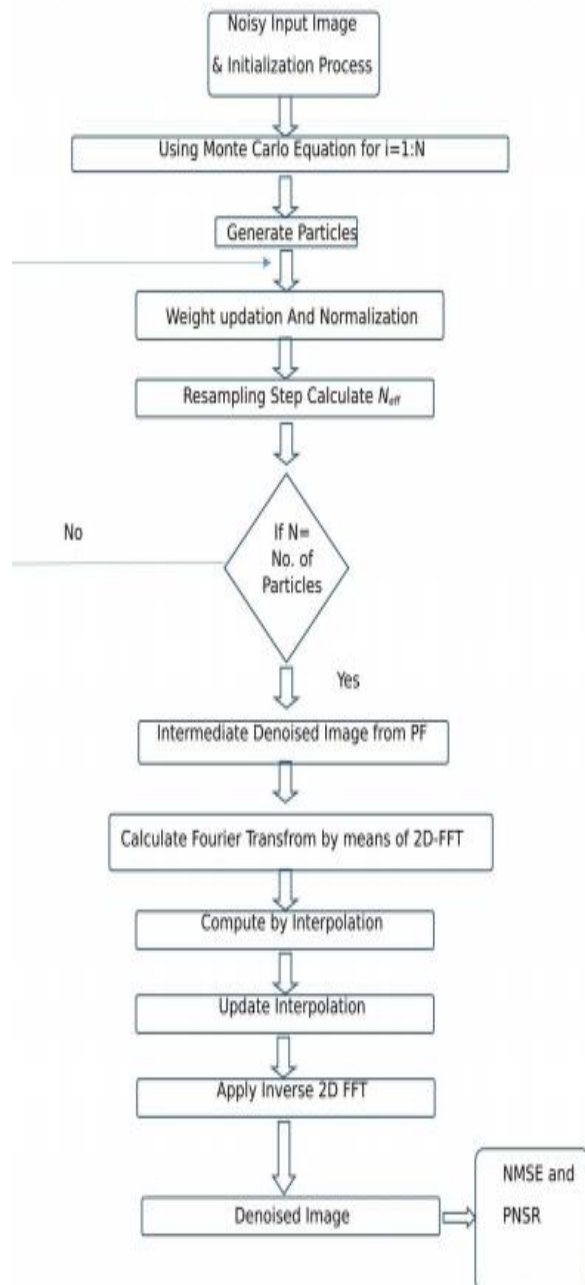 Noisy Input Image
& Initialization Process
Using Monte Carlo Equation for i=1:N
Generate Particles
Weight updation And Normalization
Resampling Step Calculate Neff
If N=
No. of
Particles
No
Yes
Intermediate Denoised Image from PF
Calculate Fourier Transfrom by means of 2D-FFT
Compute by Interpolation
Update Interpolation
Apply Inverse 2D FFT
Denoised Image
NMSE and
PNSR